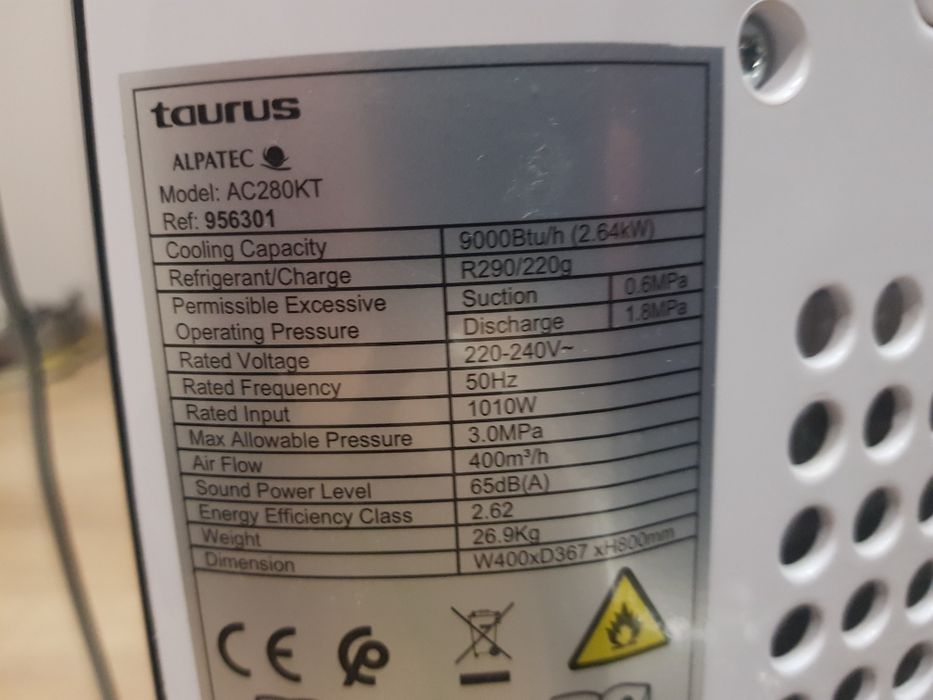 taurus
ALPATEC
Model: AC280KT
Ref: 956301
Cooling Capacity 9000Btu/h (2.64kW)
Refrigerant/Charge R290/220g
Permissible Excessive Operating Pressure Suction 0.6MPa
Discharge 1.8MPa
Rated Voltage 220-240V~
Rated Frequency 50Hz
Rated Input 1010W
Max Allowable Pressure 3.0MPa
Air Flow 400m³/h
Sound Power Level 65dB(A)
Energy Efficiency Class 2.62
Weight 26.9Kg
Dimension W400xD367 xH800mm
CE